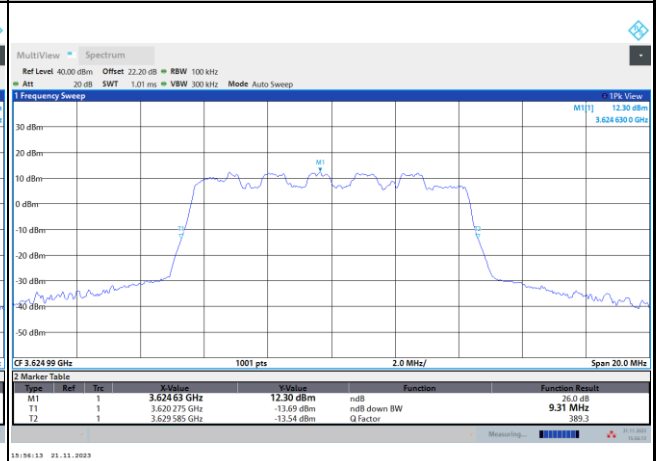 MultiView Spectrum
Ref Level 40.00 dBm Offset 22.20 dB RBW 100 kHz
Att 20 dB SWT 1.01 ms VBW 300 kHz Mode Auto Sweep
1 Frequency Sweep 1Pk View
M1[1] 12.30 dBm
3.624 630 0 GHz
30 dBm
20 dBm
M1
10 dBm
0 dBm
T1 T2
-10 dBm
-20 dBm
-30 dBm
-40 dBm
-50 dBm
CF 3.624 99 GHz 1001 pts 2.0 MHz/ Span 20.0 MHz
2 Marker Table
Type Ref Trc X-Value Y-Value Function Function Result
M1 1 3.624 63 GHz 12.30 dBm ndB 26.0 dB
T1 1 3.620 275 GHz -13.69 dBm ndB down BW 9.31 MHz
T2 1 3.629 585 GHz -13.54 dBm Q Factor 389.3
Measuring... 21.11.2023
15:56:13
15:56:13 21.11.2023